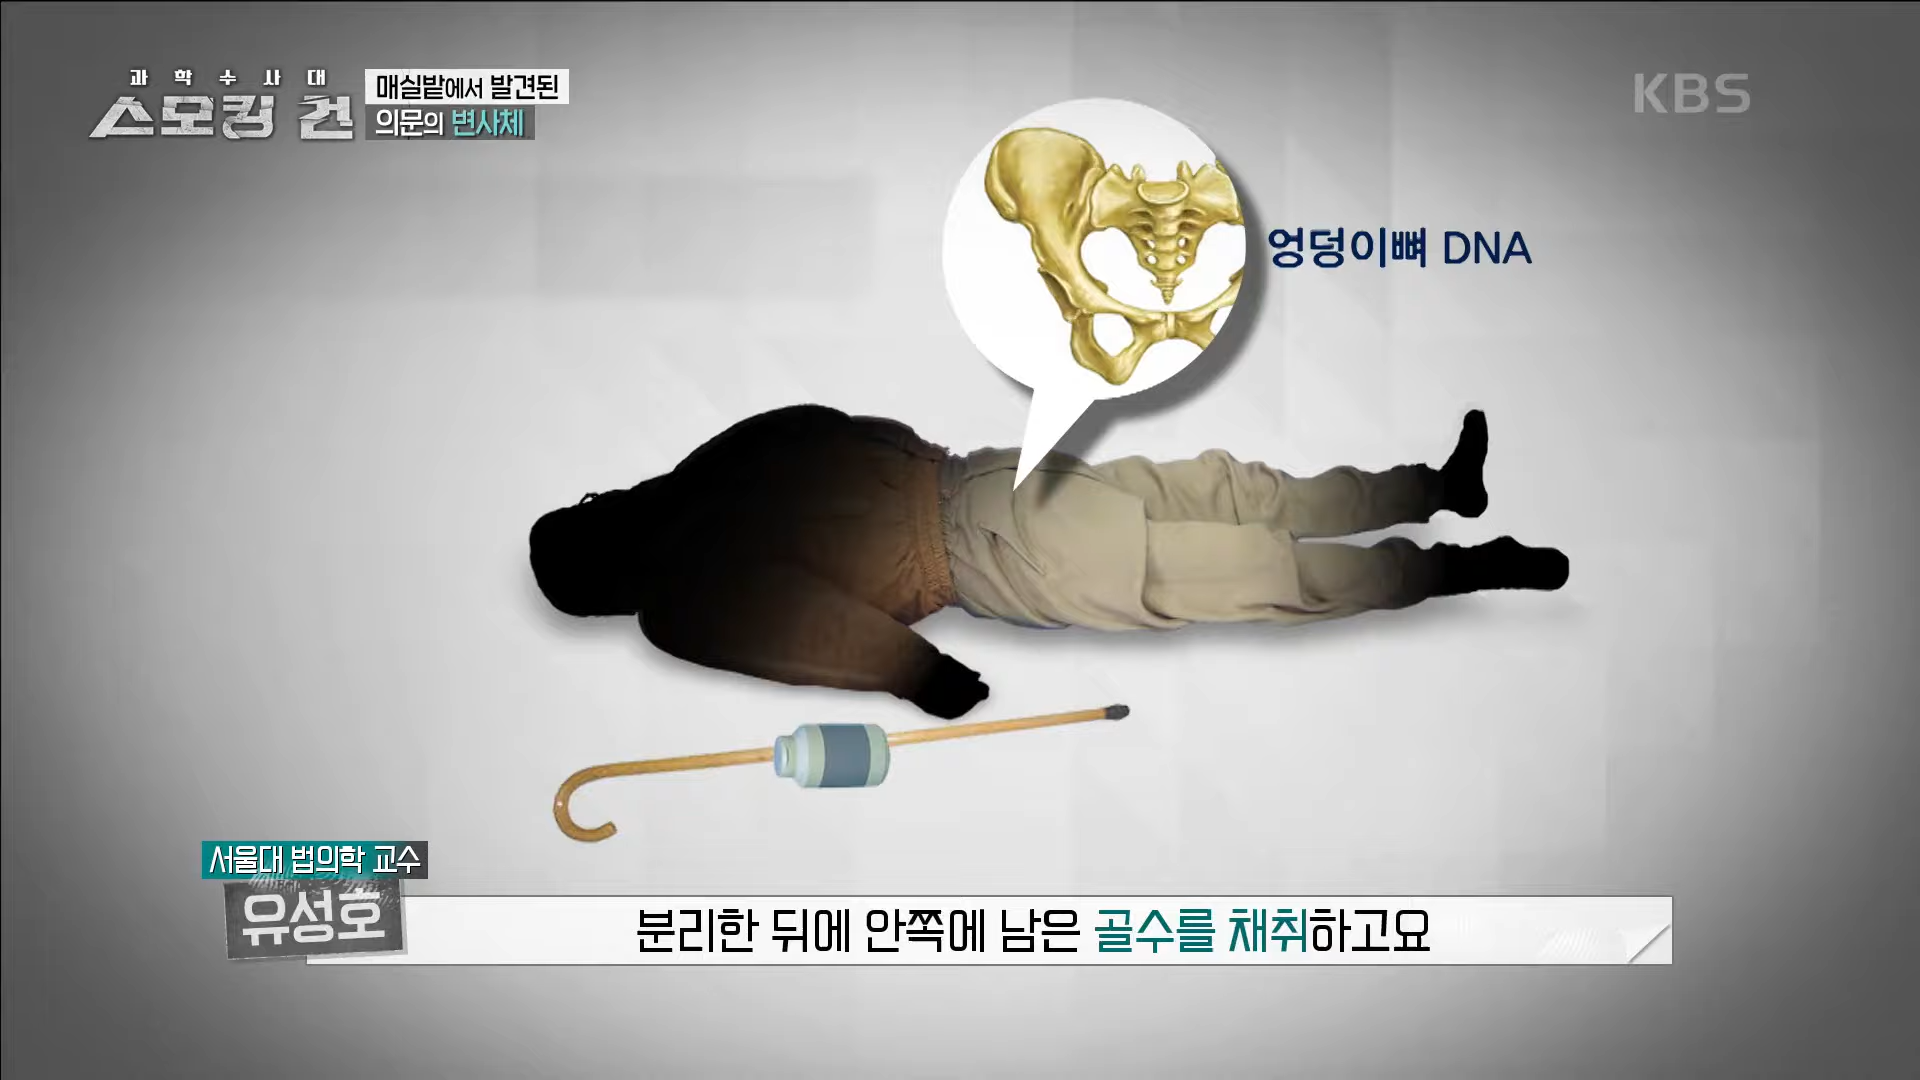 과학수사대
스모킹 건
매실밭에서 발견된
의문의 변사체
KBS
엉덩이뼈 DNA
서울대 법의학 교수
유성호
분리한 뒤에 안쪽에 남은 골수를 채취하고요